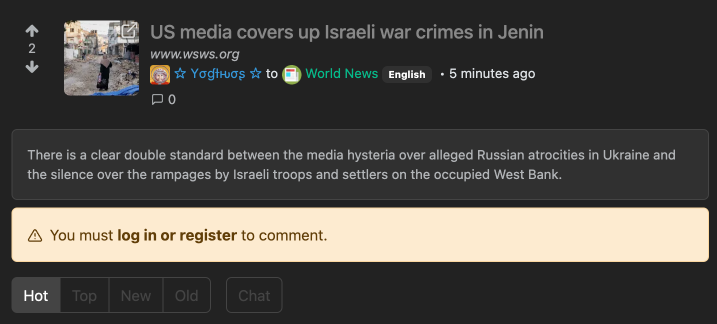 US media covers up Israeli war crimes in Jenin
2
www.wsws.org
☆ Yσɠƚԋσʂ ☆ to World News English • 5 minutes ago
0
There is a clear double standard between the media hysteria over alleged Russian atrocities in Ukraine and
the silence over the rampages by Israeli troops and settlers on the occupied West Bank.
You must log in or register to comment.
Hot Top New Old Chat